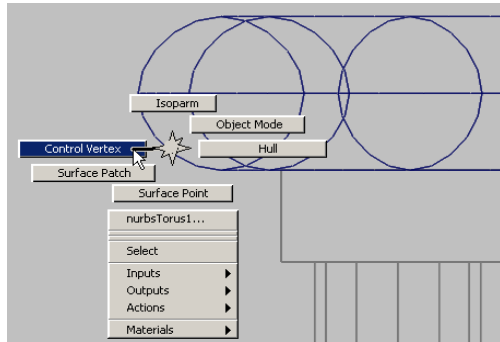 Isoparm
Object Mode
Control Vertex
Hull
Surface Patch
Surface Point
nurbsTorus1...
Select
Inputs
Outputs
Actions
Materials